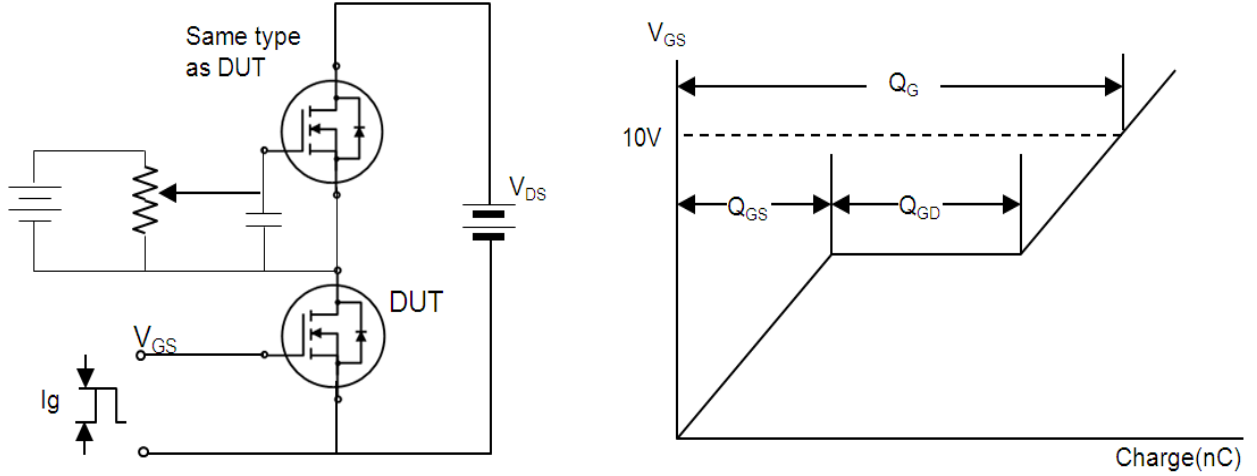 Same type
as DUT
V_DS
DUT
V_GS
Ig
V_GS
Q_G
10V
Q_GS
Q_GD
Charge(nC)